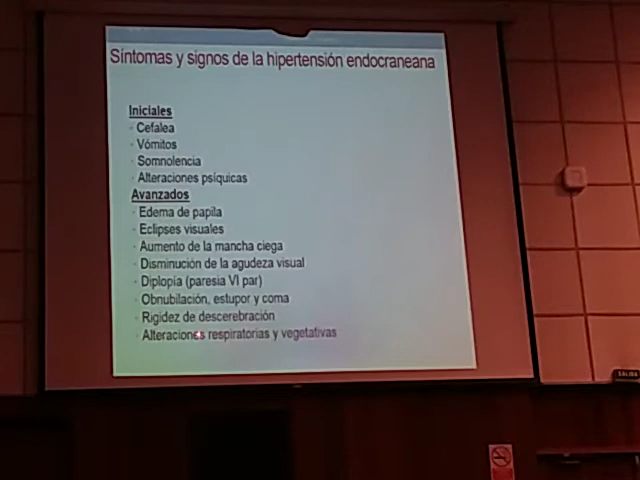 Síntomas y signos de la hipertensión endocraneana
Iniciales
- Cefalea
- Vómitos
- Somnolencia
- Alteraciones psíquicas
Avanzados
- Edema de papila
- Eclipses visuales
- Aumento de la mancha ciega
- Disminución de la agudeza visual
- Diplopía (paresia VI par)
- Obnubilación, estupor y coma
- Rigidez de descerebración
- Alteraciones respiratorias y vegetativas
SALIDA